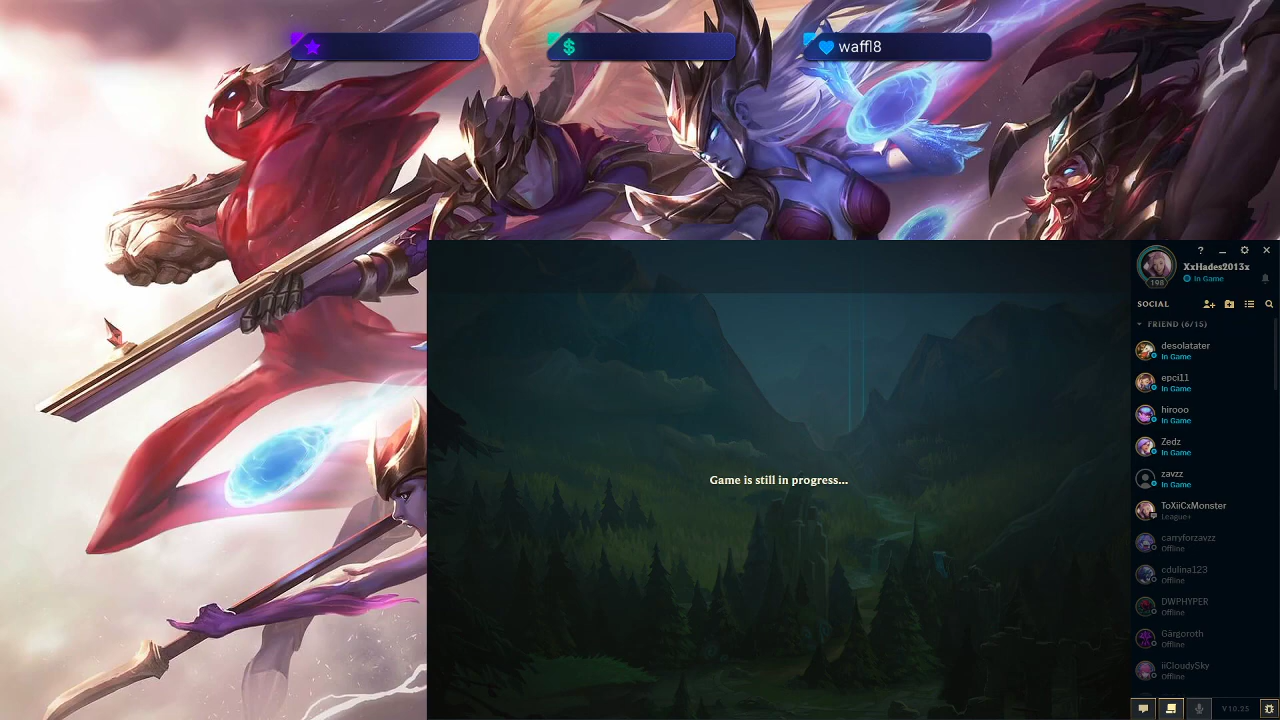 waffl8
XxHades2013x
198
In Game
SOCIAL
FRIEND (6/15)
desolatater
In Game
epci11
In Game
hirooo
In Game
Zedz
In Game
zavzz
In Game
ToXiiCxMonster
League+
carryforzavzz
Offline
cdulina123
Offline
DWPHYPER
Offline
Gàrgoroth
Offline
iiCloudySky
Offline
Game is still in progress...
V10.25